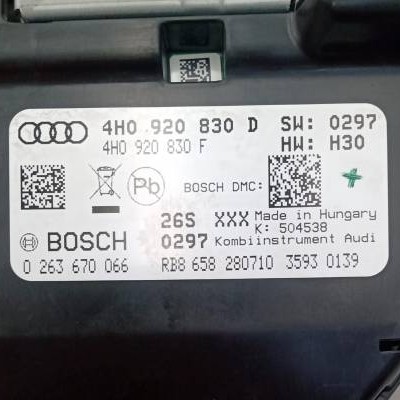 4H0 920 830 D SW: 0297
4H0 920 830 F HW: H30
Pb BOSCH DMC:
26S XXX Made in Hungary
K: 504538
BOSCH 0297 Kombiinstrument Audi
0 263 670 066 RB8 658 280710 3593 0139